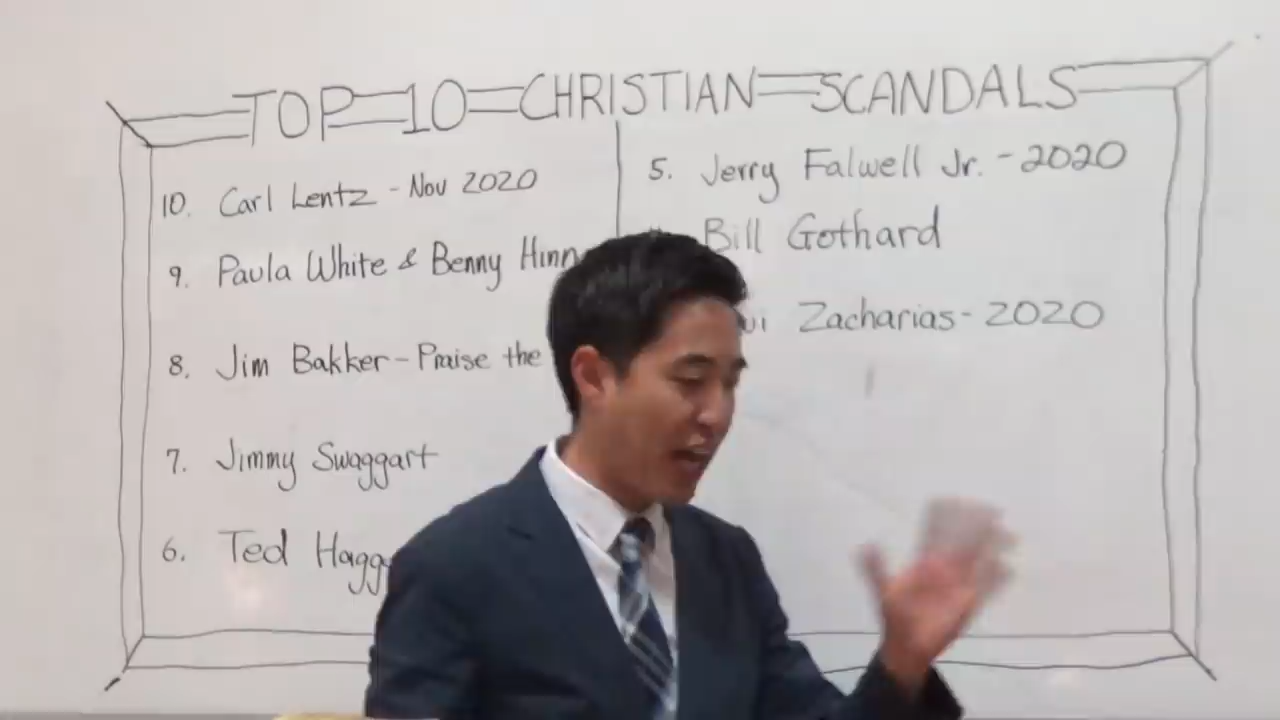 TOP 10 CHRISTIAN SCANDALS
10. Carl Lentz - Nov 2020
9. Paula White & Benny Hinn
8. Jim Bakker - Praise the
7. Jimmy Swaggart
6. Ted
5. Jerry Falwell Jr. - 2020
Bill Gothard
Zacharias - 2020